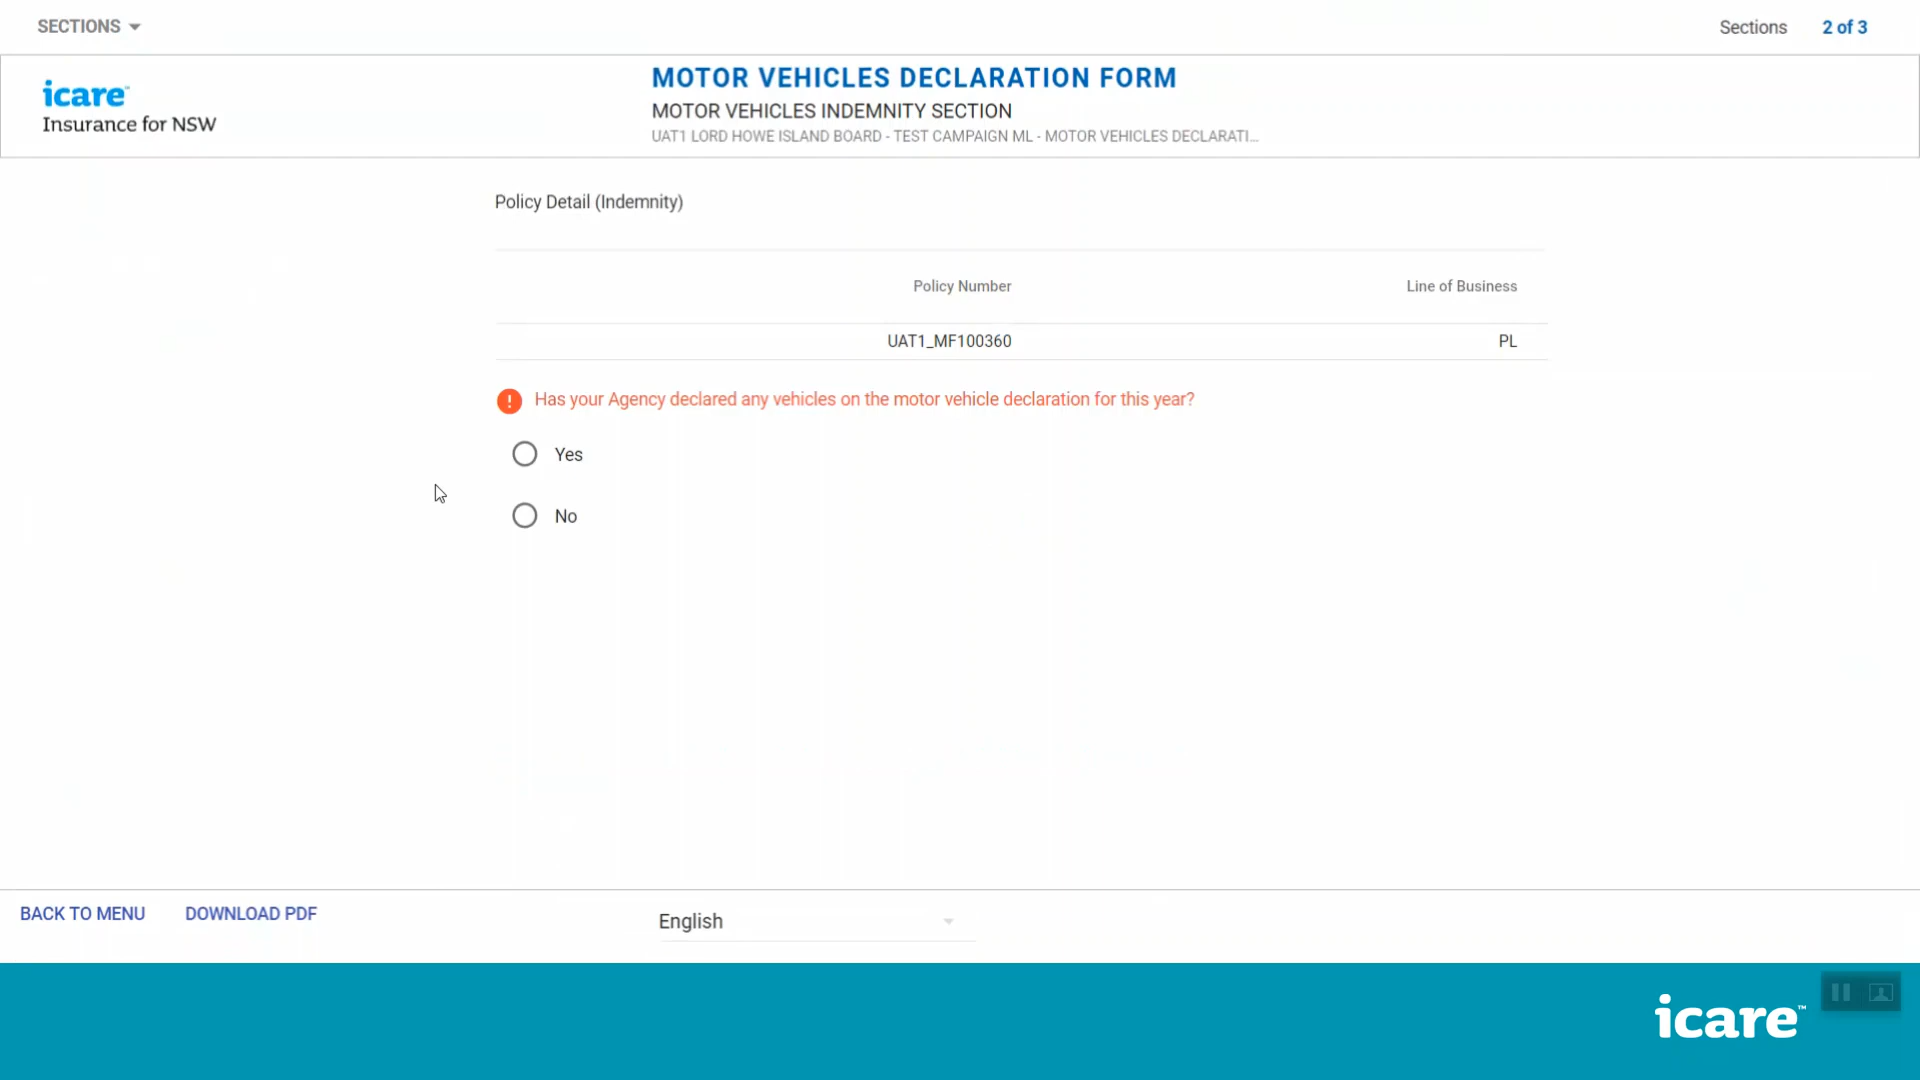 SECTIONS
Sections 2 of 3
icare™
Insurance for NSW
MOTOR VEHICLES DECLARATION FORM
MOTOR VEHICLES INDEMNITY SECTION
UAT1 LORD HOWE ISLAND BOARD - TEST CAMPAIGN ML - MOTOR VEHICLES DECLARATI...
Policy Detail (Indemnity)
Policy Number Line of Business
UAT1_MF100360 PL
! Has your Agency declared any vehicles on the motor vehicle declaration for this year?
Yes
No
BACK TO MENU DOWNLOAD PDF
English
icare™